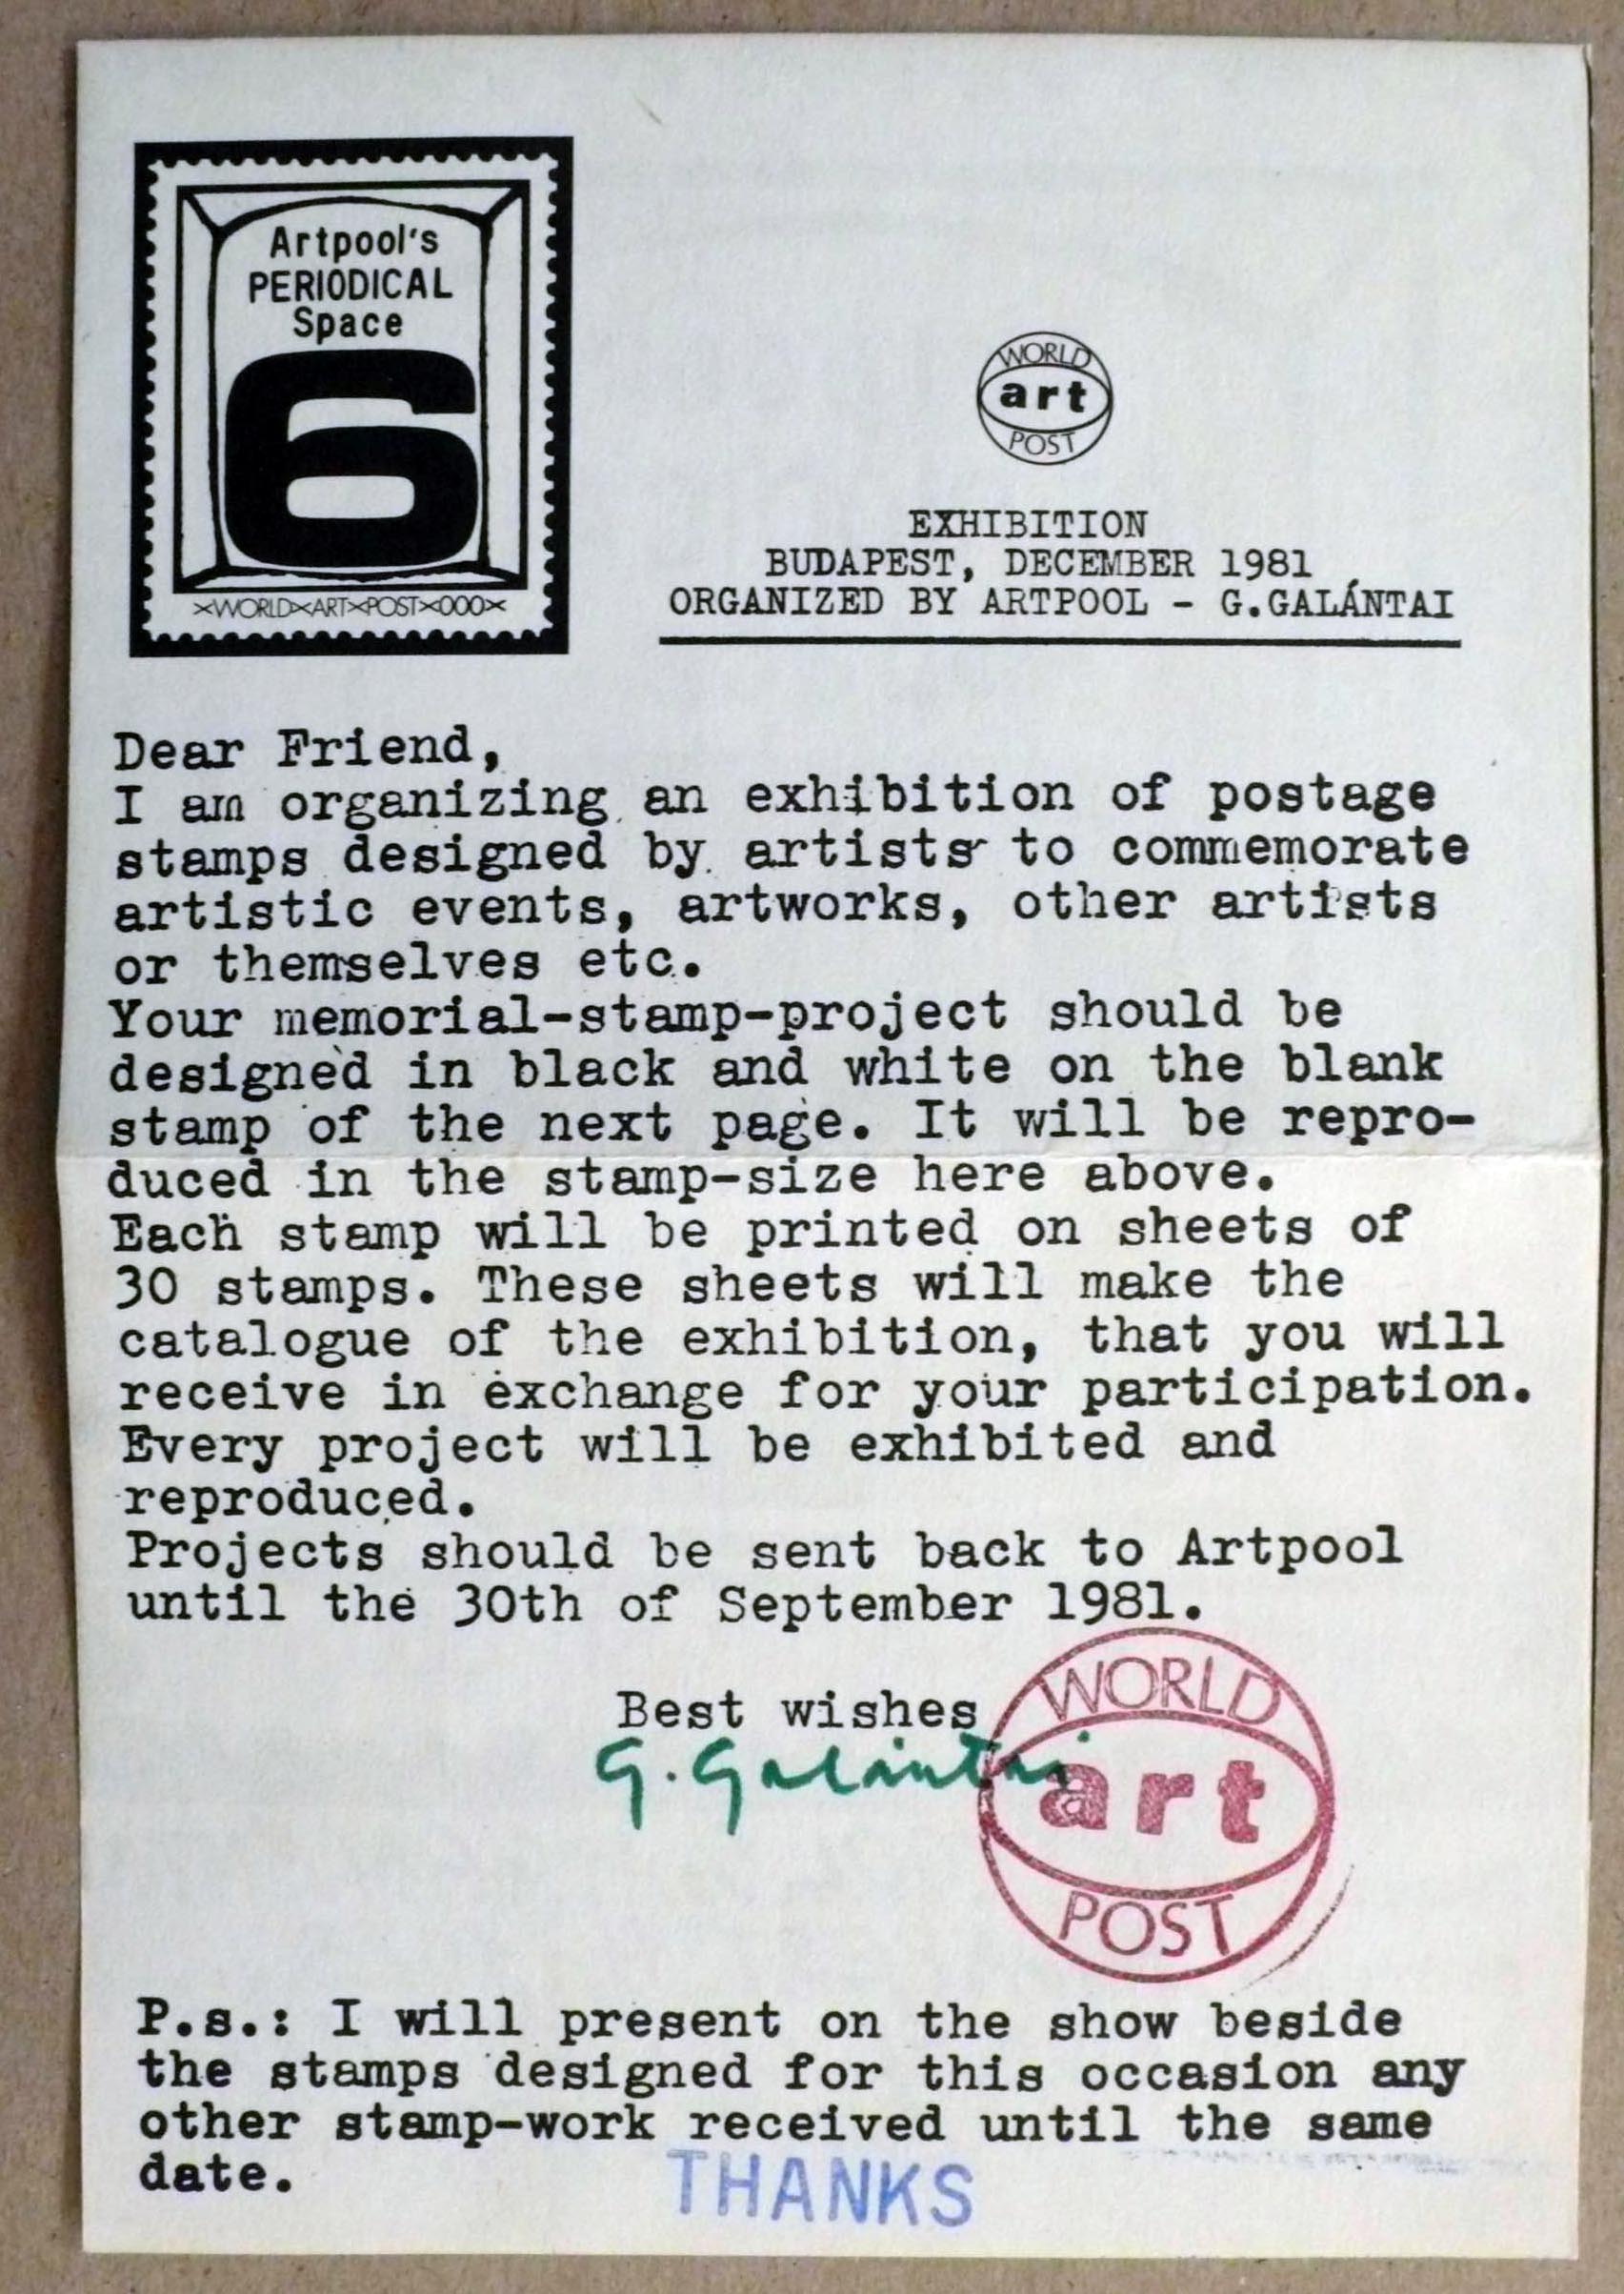 Artpool's
PERIODICAL
Space
6
×WORLD×ART×POST×000×
WORLD
art
POST
EXHIBITION
BUDAPEST, DECEMBER 1981
ORGANIZED BY ARTPOOL - G.GALÁNTAI
Dear Friend,
I am organizing an exhibition of postage
stamps designed by artists to commemorate
artistic events, artworks, other artists
or themselves etc.
Your memorial-stamp-project should be
designed in black and white on the blank
stamp of the next page. It will be repro-
duced in the stamp-size here above.
Each stamp will be printed on sheets of
30 stamps. These sheets will make the
catalogue of the exhibition, that you will
receive in exchange for your participation.
Every project will be exhibited and
reproduced.
Projects should be sent back to Artpool
until the 30th of September 1981.
Best wishes
G. Galántai
WORLD
art
POST
P.s.: I will present on the show beside
the stamps designed for this occasion any
other stamp-work received until the same
date.
THANKS